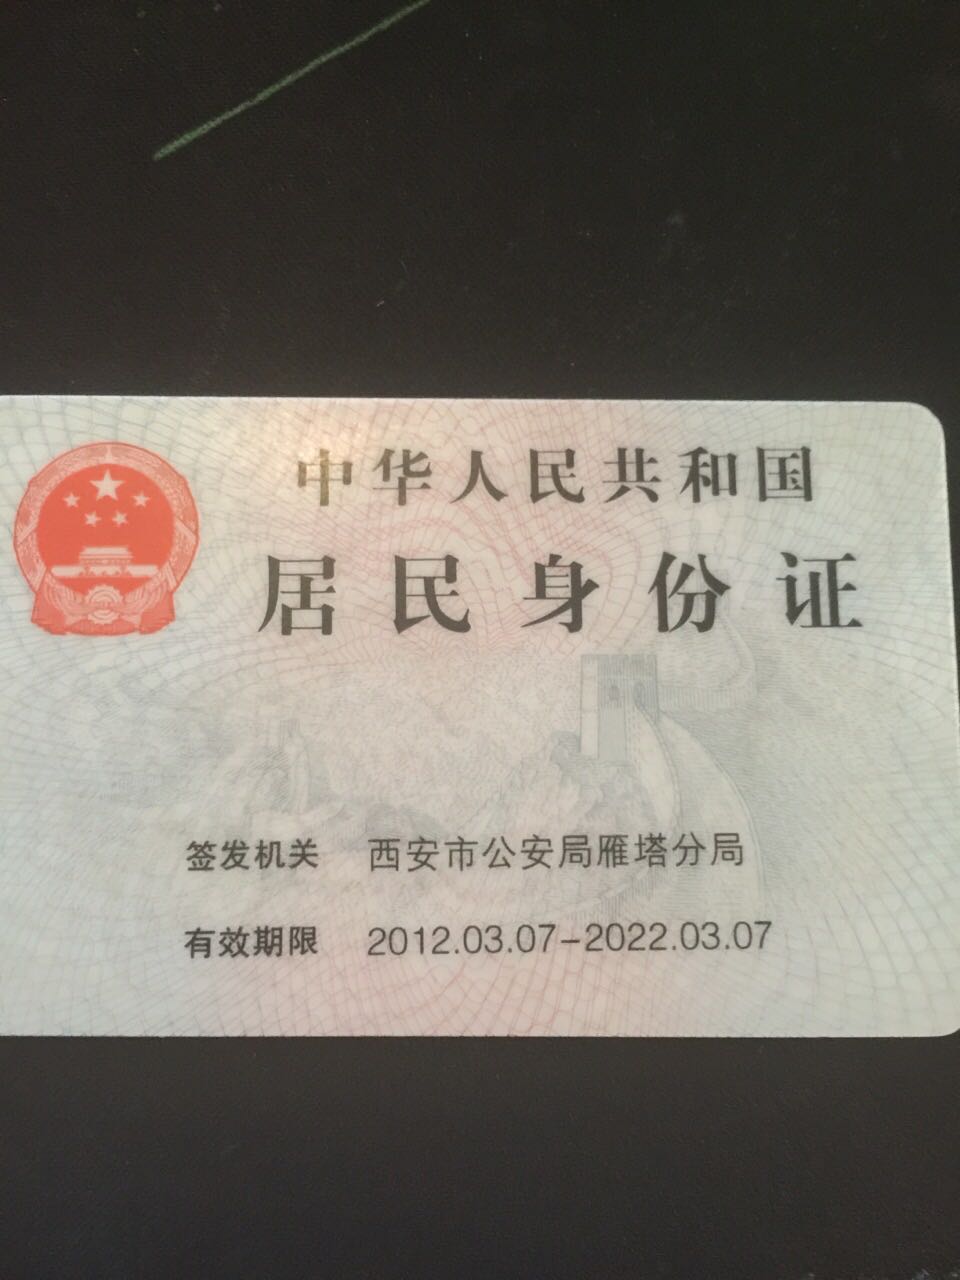 中华人民共和国
居民身份证
签发机关 西安市公安局雁塔分局
有效期限 2012.03.07-2022.03.07